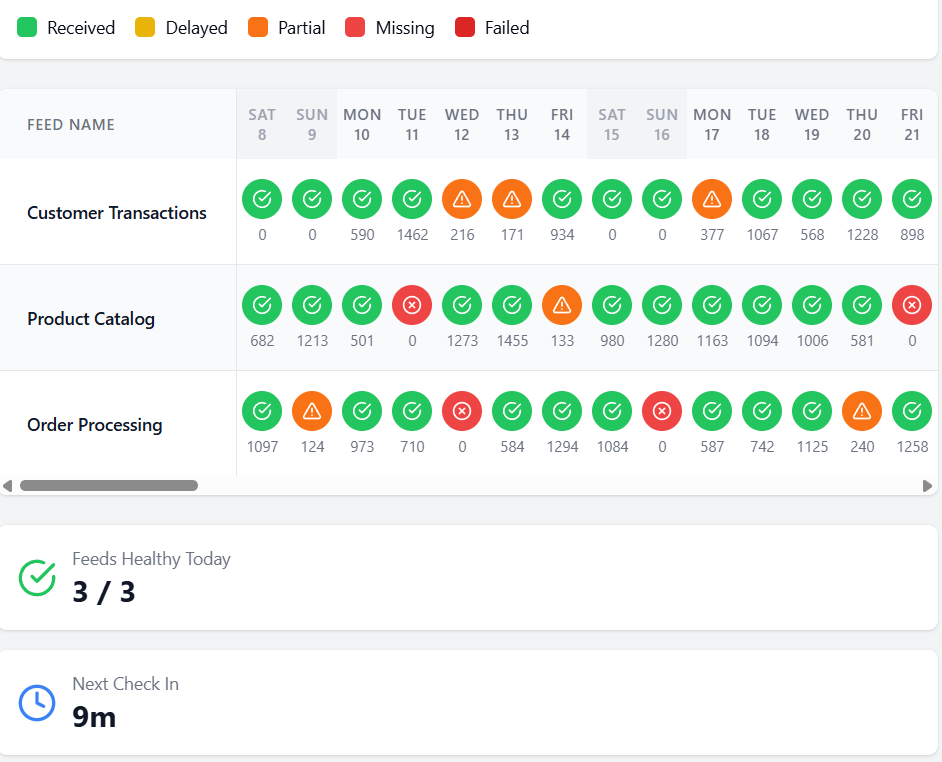 Received Delayed Partial Missing Failed
FEED NAME SAT SUN MON TUE WED THU FRI SAT SUN MON TUE WED THU FRI
8 9 10 11 12 13 14 15 16 17 18 19 20 21
Customer Transactions
0 0 590 1462 216 171 934 0 0 377 1067 568 1228 898
Product Catalog
682 1213 501 0 1273 1455 133 980 1280 1163 1094 1006 581 0
Order Processing
1097 124 973 710 0 584 1294 1084 0 587 742 1125 240 1258
Feeds Healthy Today
3 / 3
Next Check In
9m